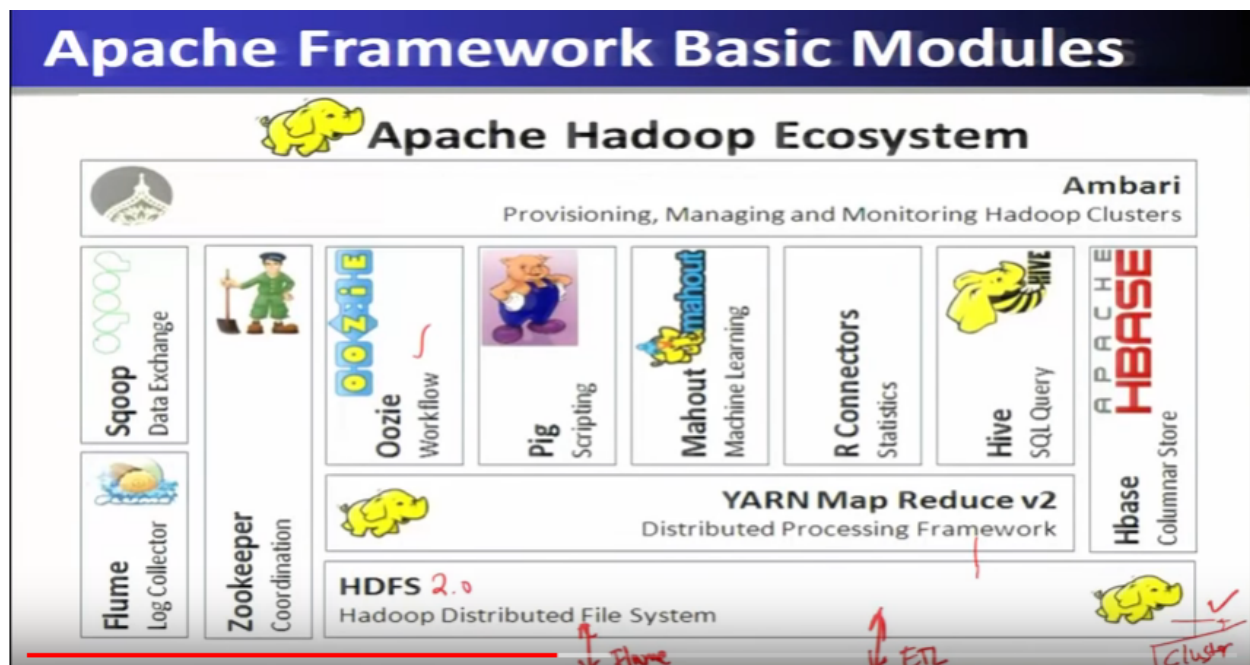 Apache Framework Basic Modules
Apache Hadoop Ecosystem
Ambari
Provisioning, Managing and Monitoring Hadoop Clusters
sqoop
Sqoop
Data Exchange
Flume
Log Collector
Zookeeper
Coordination
OOZIE
Oozie
Workflow
Pig
Scripting
mahout
Mahout
Machine Learning
R Connectors
Statistics
HIVE
Hive
SQL Query
APACHE
HBASE
Hbase
Columnar Store
YARN Map Reduce v2
Distributed Processing Framework
HDFS 2.0
Hadoop Distributed File System
Flume
ETL
Cluster